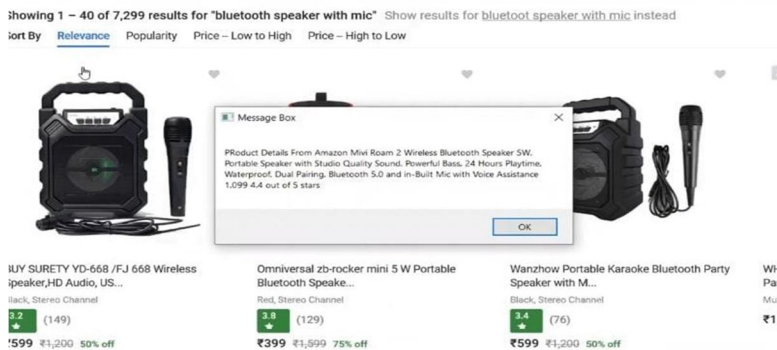 Showing 1 – 40 of 7,299 results for "bluetooth speaker with mic" Show results for bluetoot speaker with mic instead
Sort By Relevance Popularity Price – Low to High Price – High to Low
Message Box
PRoduct Details From Amazon Mivi Roam 2 Wireless Bluetooth Speaker 5W,
Portable Speaker with Studio Quality Sound, Powerful Bass, 24 Hours Playtime,
Waterproof, Dual Pairing, Bluetooth 5.0 and in-Built Mic with Voice Assistance
1,099 4.4 out of 5 stars
OK
BUY SURETY YD-668 /FJ 668 Wireless
Speaker,HD Audio, US...
Black, Stereo Channel
3.2 (149)
₹599 ₹1,200 50% off
Omniversal zb-rocker mini 5 W Portable
Bluetooth Speake...
Red, Stereo Channel
3.8 (129)
₹399 ₹1,599 75% off
Wanzhow Portable Karaoke Bluetooth Party
Speaker with M...
Black, Stereo Channel
3.4 (76)
₹599 ₹1,200 50% off